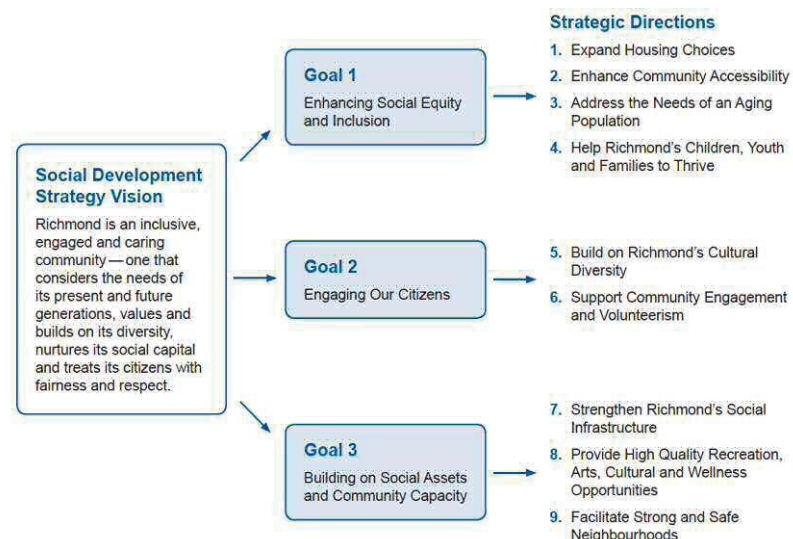 Social Development
Strategy Vision
Richmond is an inclusive,
engaged and caring
community—one that
considers the needs of
its present and future
generations, values and
builds on its diversity,
nurtures its social capital
and treats its citizens with
fairness and respect.
Goal 1
Enhancing Social Equity
and Inclusion
Goal 2
Engaging Our Citizens
Goal 3
Building on Social Assets
and Community Capacity
Strategic Directions
1. Expand Housing Choices
2. Enhance Community Accessibility
3. Address the Needs of an Aging
Population
4. Help Richmond's Children, Youth
and Families to Thrive
5. Build on Richmond's Cultural
Diversity
6. Support Community Engagement
and Volunteerism
7. Strengthen Richmond's Social
Infrastructure
8. Provide High Quality Recreation,
Arts, Cultural and Wellness
Opportunities
9. Facilitate Strong and Safe
Neighbourhoods